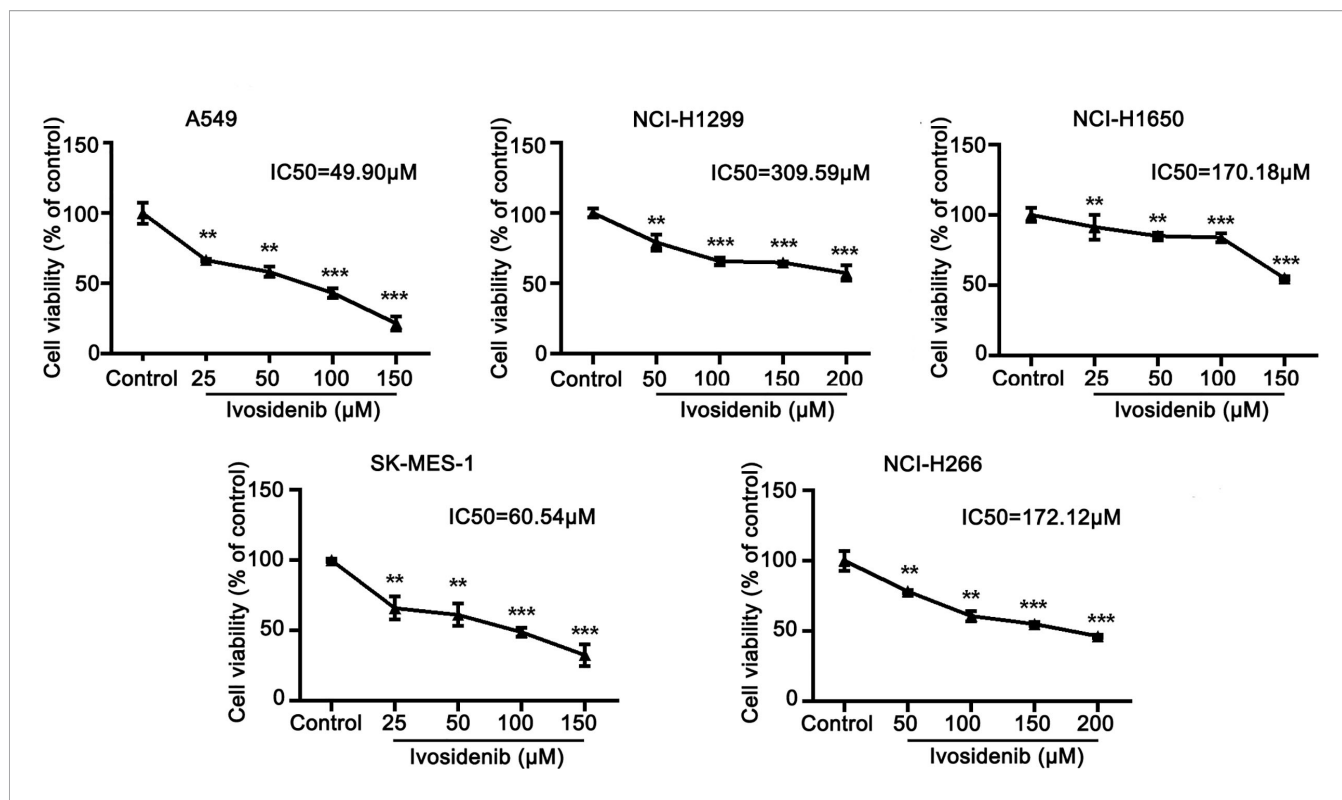 A549
Cell viability (% of control)
150
100
50
0
IC50=49.90µM
**
**
***
***
Control 25 50 100 150
Ivosidenib (µM)
NCI-H1299
Cell viability (% of control)
150
100
50
0
IC50=309.59µM
**
***
***
***
Control 50 100 150 200
Ivosidenib (µM)
NCI-H1650
Cell viability (% of control)
150
100
50
0
IC50=170.18µM
**
**
***
***
Control 25 50 100 150
Ivosidenib (µM)
SK-MES-1
Cell viability (% of control)
150
100
50
0
IC50=60.54µM
**
**
***
***
Control 25 50 100 150
Ivosidenib (µM)
NCI-H266
Cell viability (% of control)
150
100
50
0
IC50=172.12µM
**
**
***
***
Control 50 100 150 200
Ivosidenib (µM)